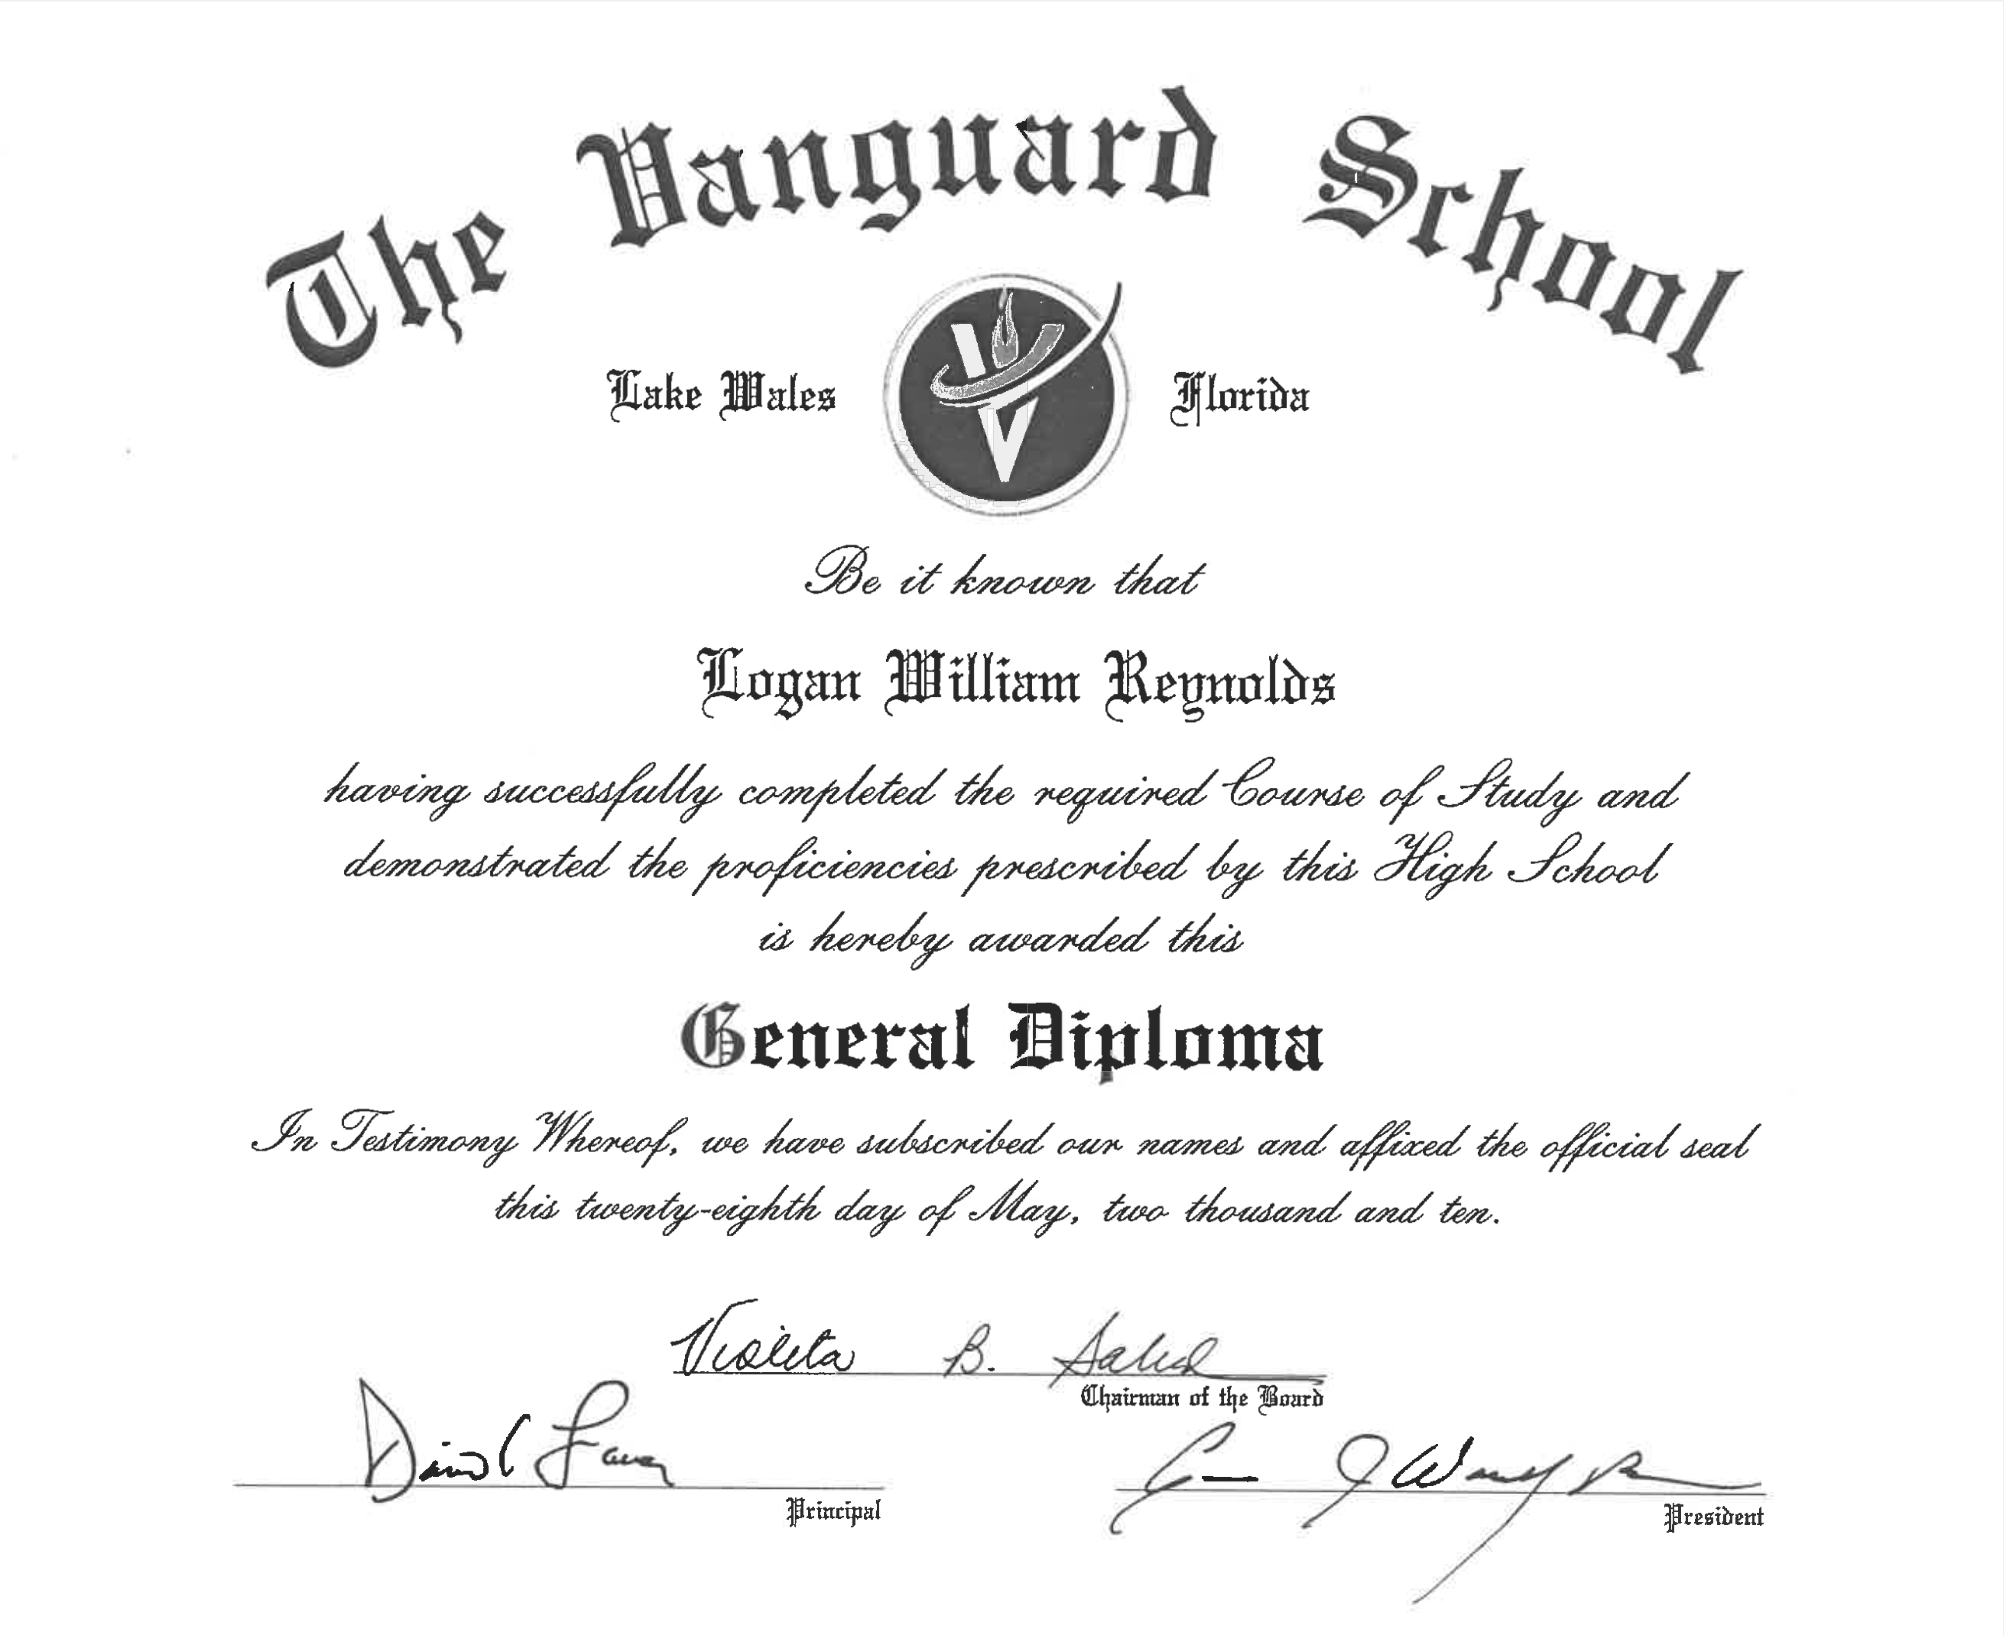 The Vanguard School
Lake Wales
Florida
Be it known that
Logan William Reynolds
having successfully completed the required Course of Study and
demonstrated the proficiencies prescribed by this High School
is hereby awarded this
General Diploma
In Testimony Whereof, we have subscribed our names and affixed the official seal
this twenty-eighth day of May, two thousand and ten.
Violeta B.
Chairman of the Board
Principal
President